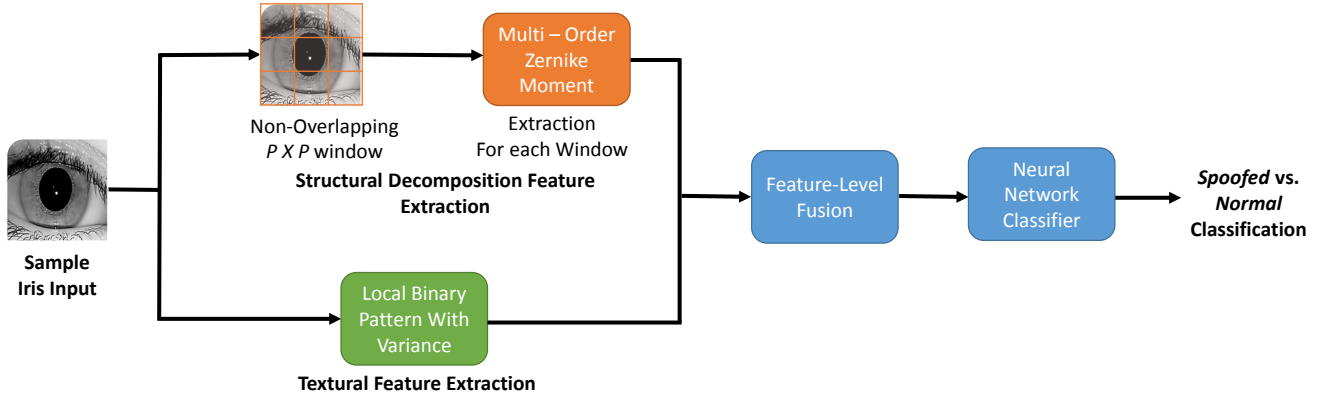 Multi – Order
Zernike
Moment
Non-Overlapping
P X P window
Extraction
For each Window
Structural Decomposition Feature
Extraction
Sample
Iris Input
Feature-Level
Fusion
Neural
Network
Classifier
Spoofed vs.
Normal
Classification
Local Binary
Pattern With
Variance
Textural Feature Extraction